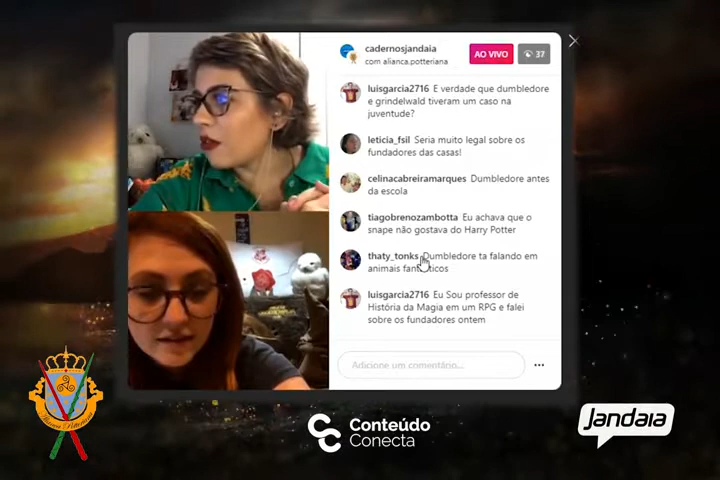 cadernosjandaia
com alianca.potteriana
AO VIVO
37
luisgarcia2716 E verdade que dumbledore
e grindelwald tiveram um caso na
juventude?
leticia_fsil Seria muito legal sobre os
fundadores das casas!
celinacabreiramarques Dumbledore antes
da escola
tiagobrenozambotta Eu achava que o
snape não gostava do Harry Potter
thaty_tonks Dumbledore ta falando em
animais fantásticos
luisgarcia2716 Eu Sou professor de
História da Magia em um RPG e falei
sobre os fundadores ontem
Adicione um comentário...
Aliança Potteriana
Conteúdo
Conecta
Jandaia